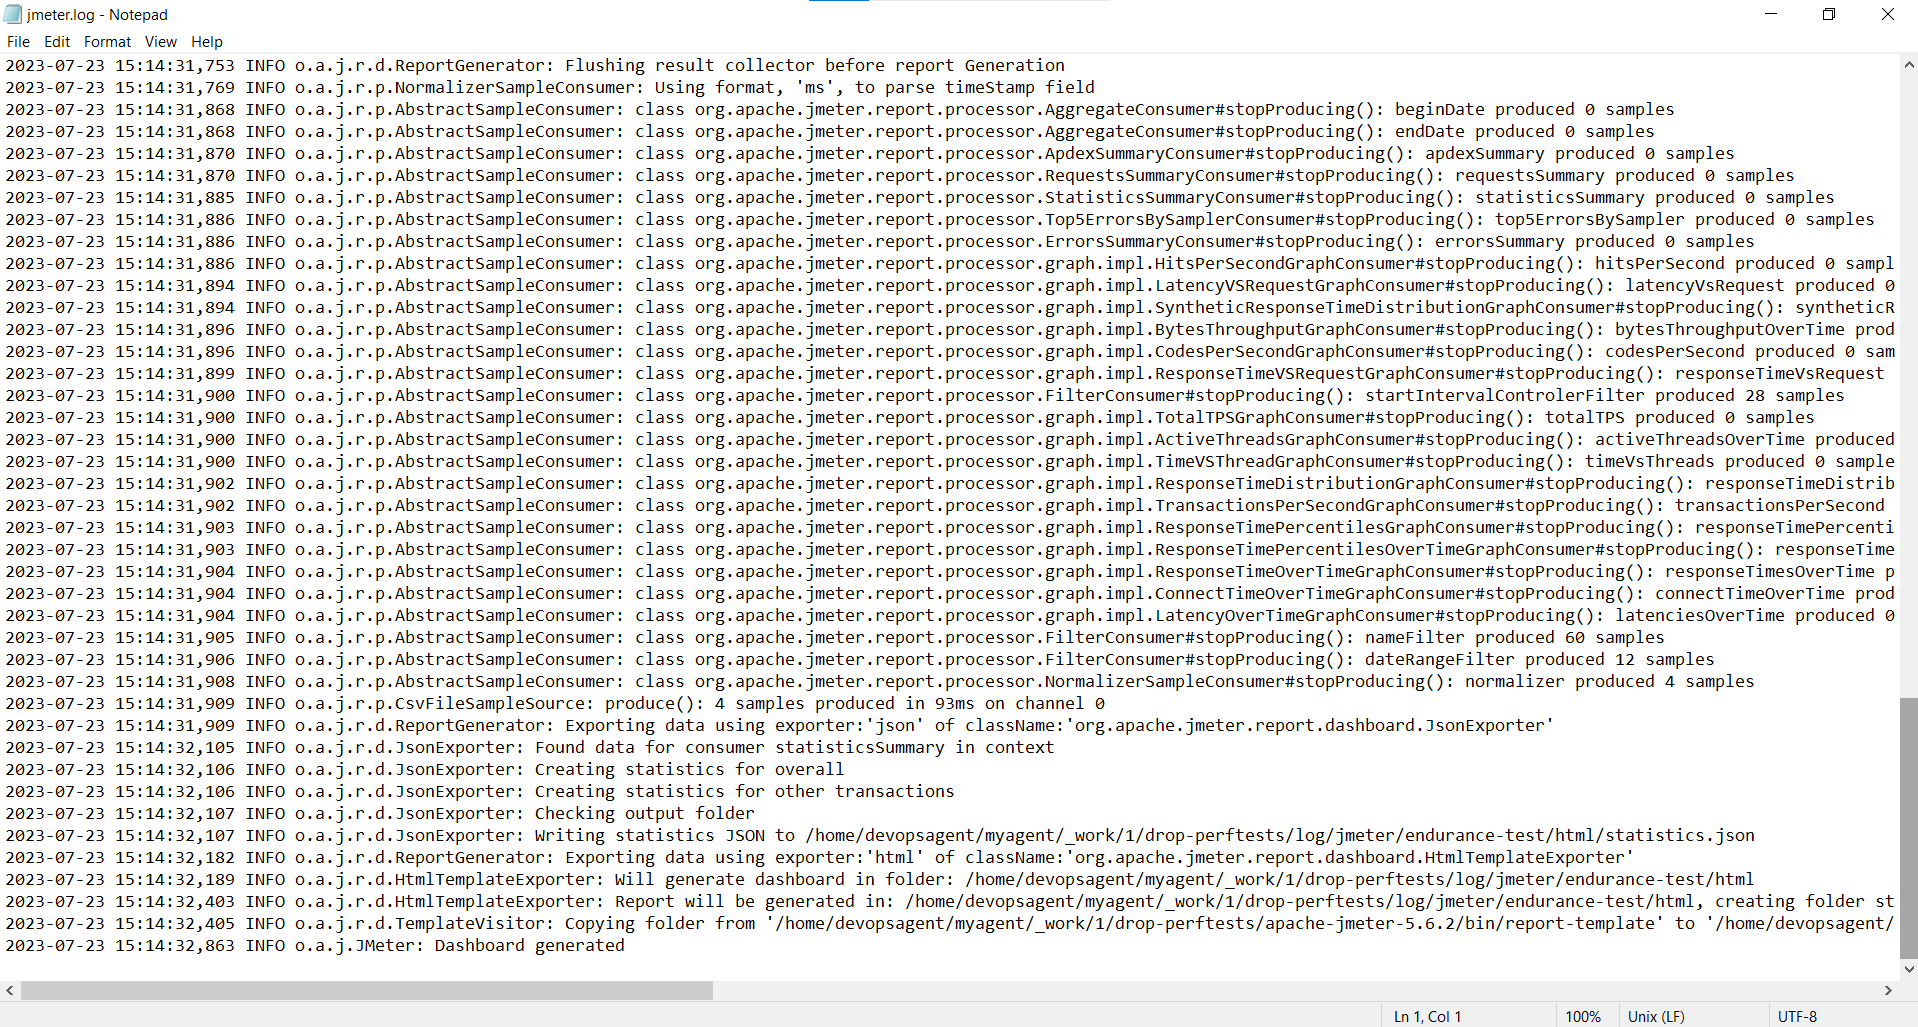 jmeter.log - Notepad
File Edit Format View Help
2023-07-23 15:14:31,753 INFO o.a.j.r.d.ReportGenerator: Flushing result collector before report Generation
2023-07-23 15:14:31,769 INFO o.a.j.r.p.NormalizerSampleConsumer: Using format, 'ms', to parse timeStamp field
2023-07-23 15:14:31,868 INFO o.a.j.r.p.AbstractSampleConsumer: class org.apache.jmeter.report.processor.AggregateConsumer#stopProducing(): beginDate produced 0 samples
2023-07-23 15:14:31,868 INFO o.a.j.r.p.AbstractSampleConsumer: class org.apache.jmeter.report.processor.AggregateConsumer#stopProducing(): endDate produced 0 samples
2023-07-23 15:14:31,870 INFO o.a.j.r.p.AbstractSampleConsumer: class org.apache.jmeter.report.processor.ApdexSummaryConsumer#stopProducing(): apdexSummary produced 0 samples
2023-07-23 15:14:31,870 INFO o.a.j.r.p.AbstractSampleConsumer: class org.apache.jmeter.report.processor.RequestsSummaryConsumer#stopProducing(): requestsSummary produced 0 samples
2023-07-23 15:14:31,885 INFO o.a.j.r.p.AbstractSampleConsumer: class org.apache.jmeter.report.processor.StatisticsSummaryConsumer#stopProducing(): statisticsSummary produced 0 samples
2023-07-23 15:14:31,886 INFO o.a.j.r.p.AbstractSampleConsumer: class org.apache.jmeter.report.processor.Top5ErrorsBySamplerConsumer#stopProducing(): top5ErrorsBySampler produced 0 samples
2023-07-23 15:14:31,886 INFO o.a.j.r.p.AbstractSampleConsumer: class org.apache.jmeter.report.processor.ErrorsSummaryConsumer#stopProducing(): errorsSummary produced 0 samples
2023-07-23 15:14:31,886 INFO o.a.j.r.p.AbstractSampleConsumer: class org.apache.jmeter.report.processor.graph.impl.HitsPerSecondGraphConsumer#stopProducing(): hitsPerSecond produced 0 sampl
2023-07-23 15:14:31,894 INFO o.a.j.r.p.AbstractSampleConsumer: class org.apache.jmeter.report.processor.graph.impl.LatencyVSRequestGraphConsumer#stopProducing(): latencyVsRequest produced 0
2023-07-23 15:14:31,894 INFO o.a.j.r.p.AbstractSampleConsumer: class org.apache.jmeter.report.processor.graph.impl.SyntheticResponseTimeDistributionGraphConsumer#stopProducing(): syntheticR
2023-07-23 15:14:31,896 INFO o.a.j.r.p.AbstractSampleConsumer: class org.apache.jmeter.report.processor.graph.impl.BytesThroughputGraphConsumer#stopProducing(): bytesThroughputOverTime prod
2023-07-23 15:14:31,896 INFO o.a.j.r.p.AbstractSampleConsumer: class org.apache.jmeter.report.processor.graph.impl.CodesPerSecondGraphConsumer#stopProducing(): codesPerSecond produced 0 sam
2023-07-23 15:14:31,899 INFO o.a.j.r.p.AbstractSampleConsumer: class org.apache.jmeter.report.processor.graph.impl.ResponseTimeVSRequestGraphConsumer#stopProducing(): responseTimeVsRequest
2023-07-23 15:14:31,900 INFO o.a.j.r.p.AbstractSampleConsumer: class org.apache.jmeter.report.processor.FilterConsumer#stopProducing(): startIntervalControlerFilter produced 28 samples
2023-07-23 15:14:31,900 INFO o.a.j.r.p.AbstractSampleConsumer: class org.apache.jmeter.report.processor.graph.impl.TotalTPSGraphConsumer#stopProducing(): totalTPS produced 0 samples
2023-07-23 15:14:31,900 INFO o.a.j.r.p.AbstractSampleConsumer: class org.apache.jmeter.report.processor.graph.impl.ActiveThreadsGraphConsumer#stopProducing(): activeThreadsOverTime produced
2023-07-23 15:14:31,900 INFO o.a.j.r.p.AbstractSampleConsumer: class org.apache.jmeter.report.processor.graph.impl.TimeVSThreadGraphConsumer#stopProducing(): timeVsThreads produced 0 sample
2023-07-23 15:14:31,902 INFO o.a.j.r.p.AbstractSampleConsumer: class org.apache.jmeter.report.processor.graph.impl.ResponseTimeDistributionGraphConsumer#stopProducing(): responseTimeDistrib
2023-07-23 15:14:31,902 INFO o.a.j.r.p.AbstractSampleConsumer: class org.apache.jmeter.report.processor.graph.impl.TransactionsPerSecondGraphConsumer#stopProducing(): transactionsPerSecond
2023-07-23 15:14:31,903 INFO o.a.j.r.p.AbstractSampleConsumer: class org.apache.jmeter.report.processor.graph.impl.ResponseTimePercentilesGraphConsumer#stopProducing(): responseTimePercenti
2023-07-23 15:14:31,903 INFO o.a.j.r.p.AbstractSampleConsumer: class org.apache.jmeter.report.processor.graph.impl.ResponseTimePercentilesOverTimeGraphConsumer#stopProducing(): responseTime
2023-07-23 15:14:31,904 INFO o.a.j.r.p.AbstractSampleConsumer: class org.apache.jmeter.report.processor.graph.impl.ResponseTimeOverTimeGraphConsumer#stopProducing(): responseTimesOverTime p
2023-07-23 15:14:31,904 INFO o.a.j.r.p.AbstractSampleConsumer: class org.apache.jmeter.report.processor.graph.impl.ConnectTimeOverTimeGraphConsumer#stopProducing(): connectTimeOverTime prod
2023-07-23 15:14:31,904 INFO o.a.j.r.p.AbstractSampleConsumer: class org.apache.jmeter.report.processor.graph.impl.LatencyOverTimeGraphConsumer#stopProducing(): latenciesOverTime produced 0
2023-07-23 15:14:31,905 INFO o.a.j.r.p.AbstractSampleConsumer: class org.apache.jmeter.report.processor.FilterConsumer#stopProducing(): nameFilter produced 60 samples
2023-07-23 15:14:31,906 INFO o.a.j.r.p.AbstractSampleConsumer: class org.apache.jmeter.report.processor.FilterConsumer#stopProducing(): dateRangeFilter produced 12 samples
2023-07-23 15:14:31,908 INFO o.a.j.r.p.AbstractSampleConsumer: class org.apache.jmeter.report.processor.NormalizerSampleConsumer#stopProducing(): normalizer produced 4 samples
2023-07-23 15:14:31,909 INFO o.a.j.r.p.CsvFileSampleSource: produce(): 4 samples produced in 93ms on channel 0
2023-07-23 15:14:31,909 INFO o.a.j.r.d.ReportGenerator: Exporting data using exporter:'json' of className:'org.apache.jmeter.report.dashboard.JsonExporter'
2023-07-23 15:14:32,105 INFO o.a.j.r.d.JsonExporter: Found data for consumer statisticsSummary in context
2023-07-23 15:14:32,106 INFO o.a.j.r.d.JsonExporter: Creating statistics for overall
2023-07-23 15:14:32,106 INFO o.a.j.r.d.JsonExporter: Creating statistics for other transactions
2023-07-23 15:14:32,107 INFO o.a.j.r.d.JsonExporter: Checking output folder
2023-07-23 15:14:32,107 INFO o.a.j.r.d.JsonExporter: Writing statistics JSON to /home/devopsagent/myagent/_work/1/drop-perftests/log/jmeter/endurance-test/html/statistics.json
2023-07-23 15:14:32,182 INFO o.a.j.r.d.ReportGenerator: Exporting data using exporter:'html' of className:'org.apache.jmeter.report.dashboard.HtmlTemplateExporter'
2023-07-23 15:14:32,189 INFO o.a.j.r.d.HtmlTemplateExporter: Will generate dashboard in folder: /home/devopsagent/myagent/_work/1/drop-perftests/log/jmeter/endurance-test/html
2023-07-23 15:14:32,403 INFO o.a.j.r.d.HtmlTemplateExporter: Report will be generated in: /home/devopsagent/myagent/_work/1/drop-perftests/log/jmeter/endurance-test/html, creating folder st
2023-07-23 15:14:32,405 INFO o.a.j.r.d.TemplateVisitor: Copying folder from '/home/devopsagent/myagent/_work/1/drop-perftests/apache-jmeter-5.6.2/bin/report-template' to '/home/devopsagent/
2023-07-23 15:14:32,863 INFO o.a.j.JMeter: Dashboard generated
Ln 1, Col 1 100% Unix (LF) UTF-8